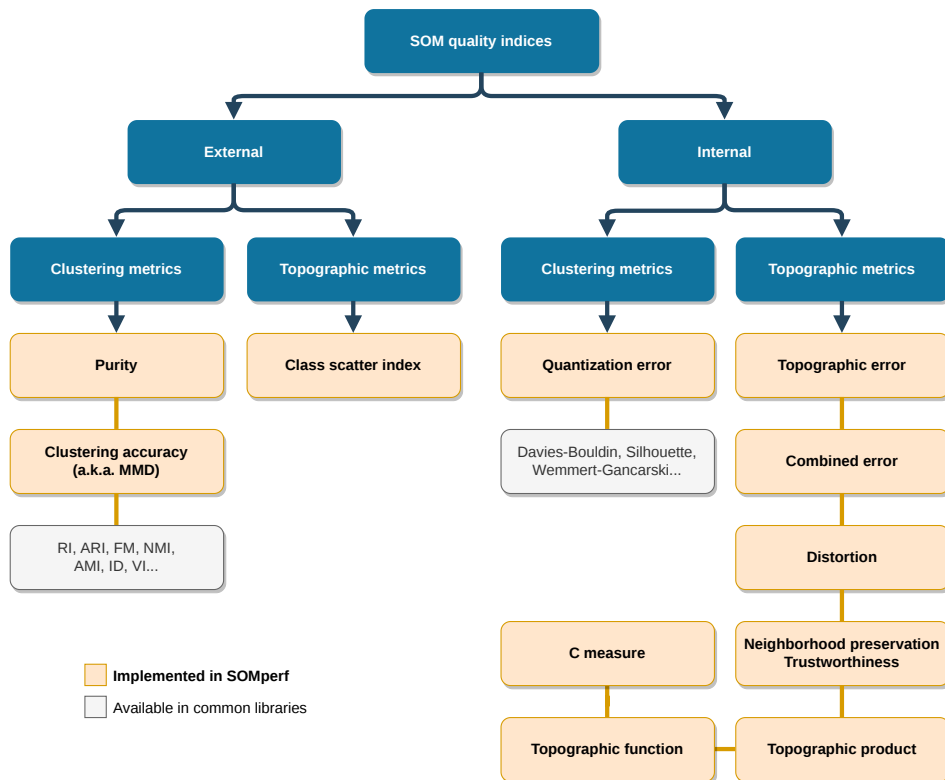 SOM quality indices
External
Internal
Clustering metrics
Topographic metrics
Clustering metrics
Topographic metrics
Purity
Class scatter index
Quantization error
Topographic error
Clustering accuracy
(a.k.a. MMD)
Davies-Bouldin, Silhouette,
Wemmert-Gancarski...
Combined error
RI, ARI, FM, NMI,
AMI, ID, VI...
Distortion
C measure
Neighborhood preservation
Trustworthiness
Implemented in SOMperf
Available in common libraries
Topographic function
Topographic product